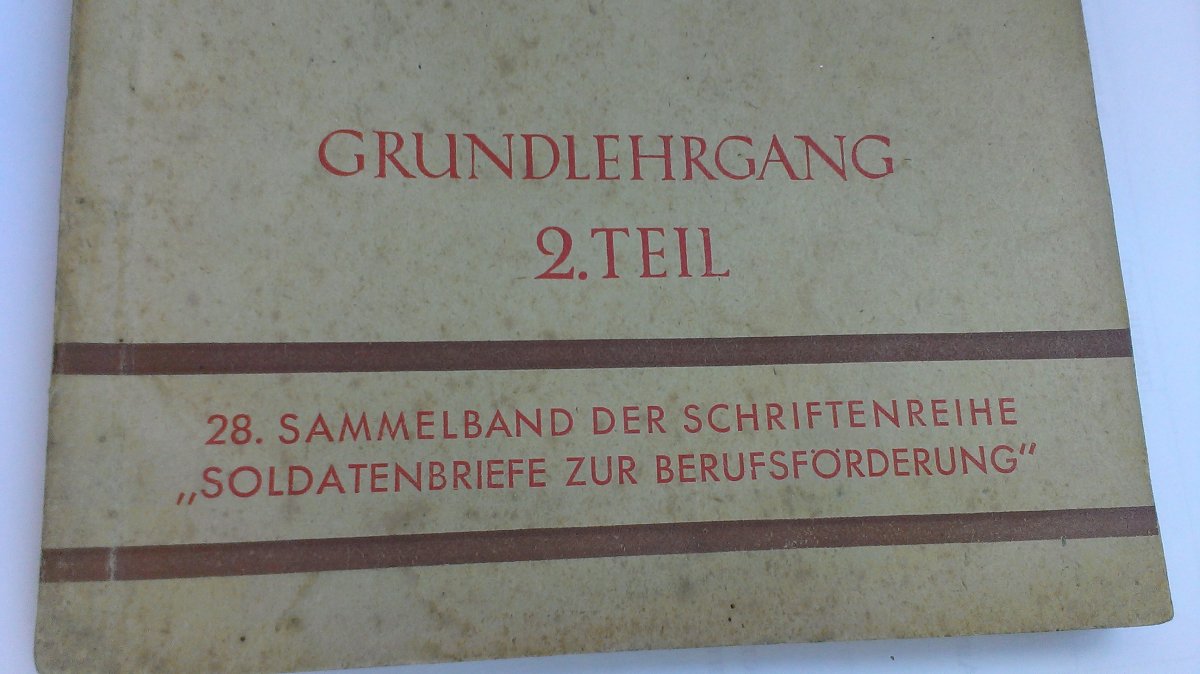 GRUNDLEHRGANG
2. TEIL
28. SAMMELBAND DER SCHRIFTENREIHE
„SOLDATENBRIEFE ZUR BERUFSFÖRDERUNG“